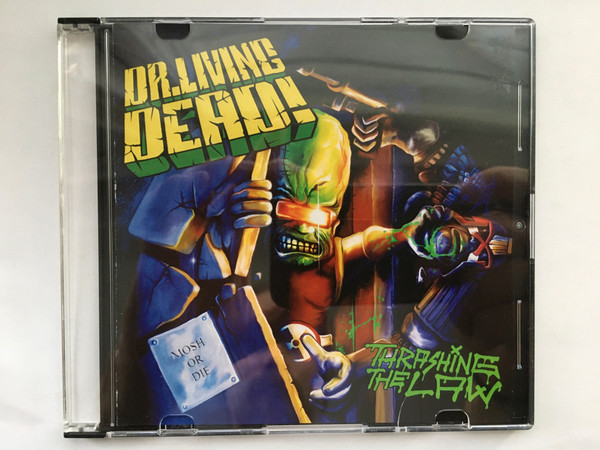 DR. LIVING
DEAD!
MOSH
OR
DIE
THRASHING
THE LAW